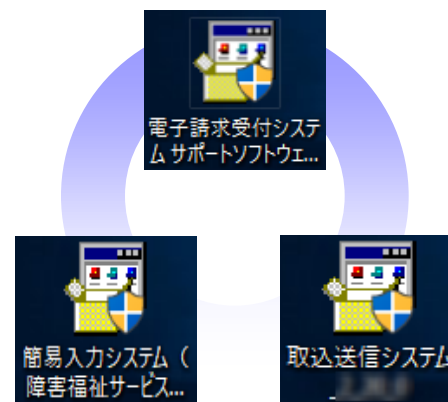 電子請求受付システ
ム サポートソフトウェ...
簡易入力システム（
障害福祉サービス...
取込送信システム